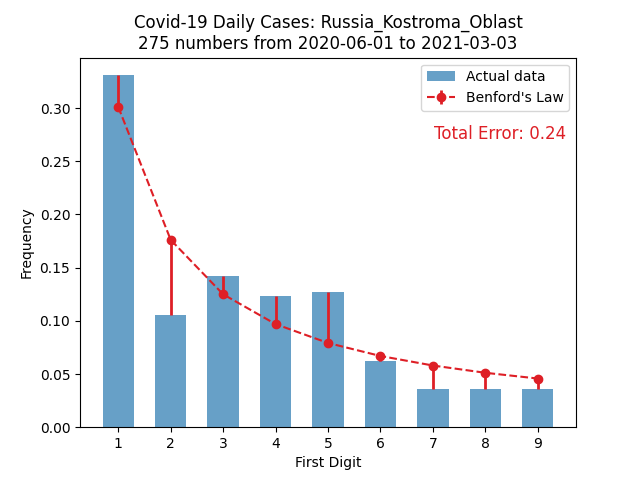 Covid-19 Daily Cases: Russia_Kostroma_Oblast
275 numbers from 2020-06-01 to 2021-03-03
Actual data
Benford's Law
Total Error: 0.24
Frequency
0.30
0.25
0.20
0.15
0.10
0.05
0.00
1 2 3 4 5 6 7 8 9
First Digit